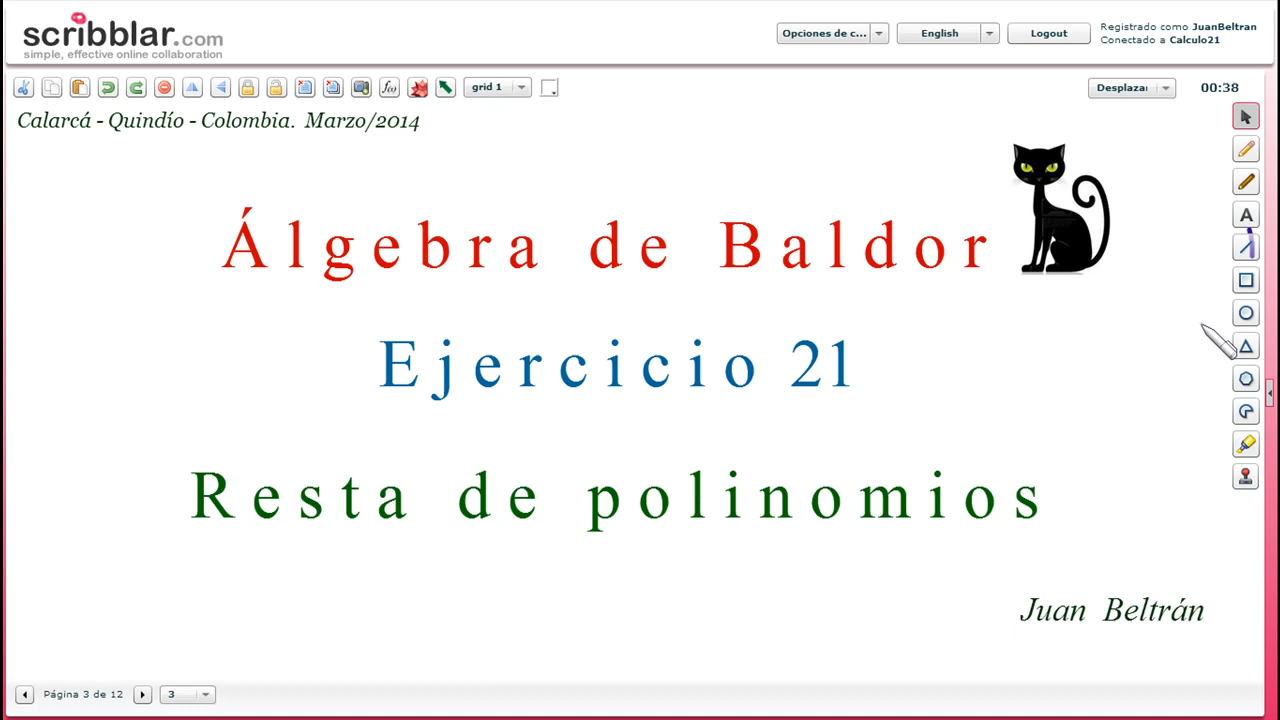 scribblar.com
simple, effective online collaboration
Opciones de c...
English
Logout
Registrado como JuanBeltran
Conectado a Calculo21
f(x)
grid 1
Desplaza
00:38
Calarcá - Quindío - Colombia. Marzo/2014
A
Álgebra de Baldor
Ejercicio 21
Resta de polinomios
Juan Beltrán
Página 3 de 12
3